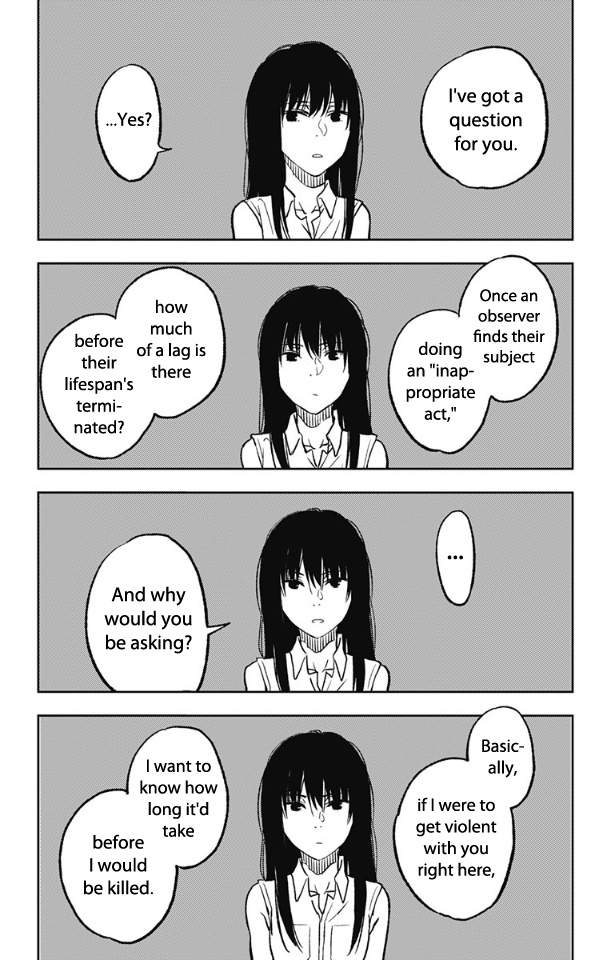 I've got a
question
for you.
...Yes?
Once an
observer
finds their
subject
doing
an "inap-
propriate
act,"
how
much
of a lag is
there
before
their
lifespan's
termi-
nated?
...
And why
would you
be asking?
Basic-
ally,
if I were to
get violent
with you
right here,
I want to
know how
long it'd
take
before
I would
be killed.